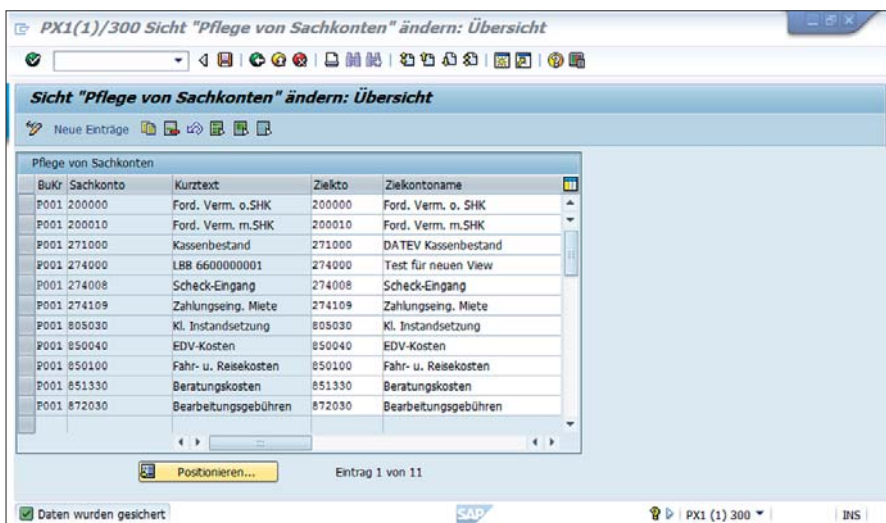 PX1(1)/300 Sicht "Pflege von Sachkonten" ändern: Übersicht
Sicht "Pflege von Sachkonten" ändern: Übersicht
Neue Einträge
Pflege von Sachkonten
BuKr Sachkonto Kurztext Zielkto Zielkontoname
P001 200000 Ford. Verm. o.SHK 200000 Ford. Verm. o. SHK
P001 200010 Ford. Verm. m.SHK 200010 Ford. Verm. m.SHK
P001 271000 Kassenbestand 271000 DATEV Kassenbestand
P001 274000 LBB 6600000001 274000 Test für neuen View
P001 274008 Scheck-Eingang 274008 Scheck-Eingang
P001 274109 Zahlungseing. Miete 274109 Zahlungseing. Miete
P001 805030 Kl. Instandsetzung 805030 Kl. Instandsetzung
P001 850040 EDV-Kosten 850040 EDV-Kosten
P001 850100 Fahr- u. Reisekosten 850100 Fahr- u. Reisekosten
P001 851330 Beratungskosten 851330 Beratungskosten
P001 872030 Bearbeitungsgebühren 872030 Bearbeitungsgebühren
Positionieren... Eintrag 1 von 11
Daten wurden gesichert SAP PX1 (1) 300 INS